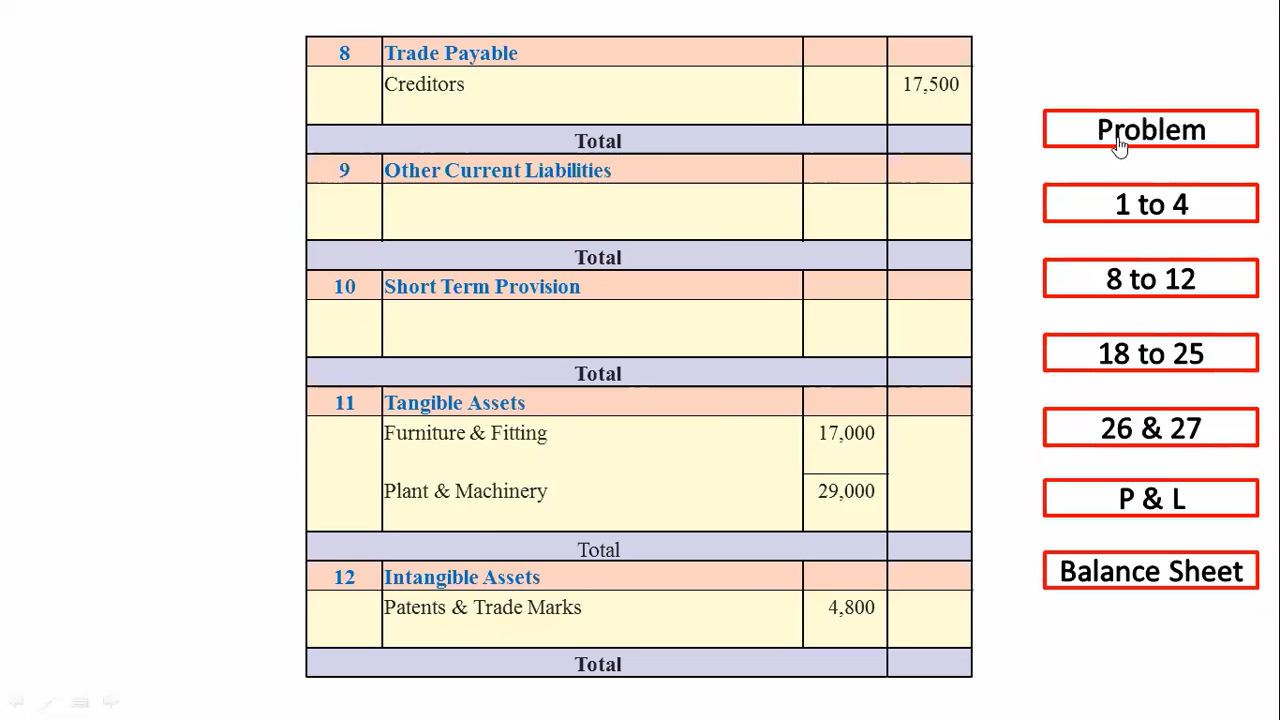 8 Trade Payable
Creditors 17,500
Total
9 Other Current Liabilities
Total
10 Short Term Provision
Total
11 Tangible Assets
Furniture & Fitting 17,000
Plant & Machinery 29,000
Total
12 Intangible Assets
Patents & Trade Marks 4,800
Total
Problem
1 to 4
8 to 12
18 to 25
26 & 27
P & L
Balance Sheet